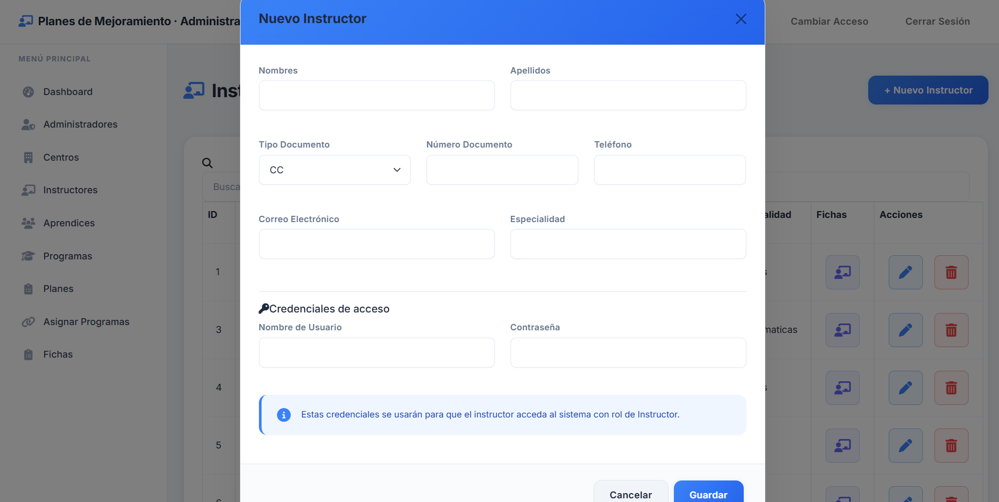 Planes de Mejoramiento · Administra
Nuevo Instructor
Cambiar Acceso
Cerrar Sesión
MENÚ PRINCIPAL
Dashboard
Administradores
Centros
Instructores
Aprendices
Programas
Planes
Asignar Programas
Fichas
Inst
+ Nuevo Instructor
Busca
ID
alidad
Fichas
Acciones
1
s
3
maticas
4
s
5
6
Nombres
Apellidos
Tipo Documento
Número Documento
Teléfono
CC
Correo Electrónico
Especialidad
Credenciales de acceso
Nombre de Usuario
Contraseña
Estas credenciales se usarán para que el instructor acceda al sistema con rol de Instructor.
Cancelar
Guardar